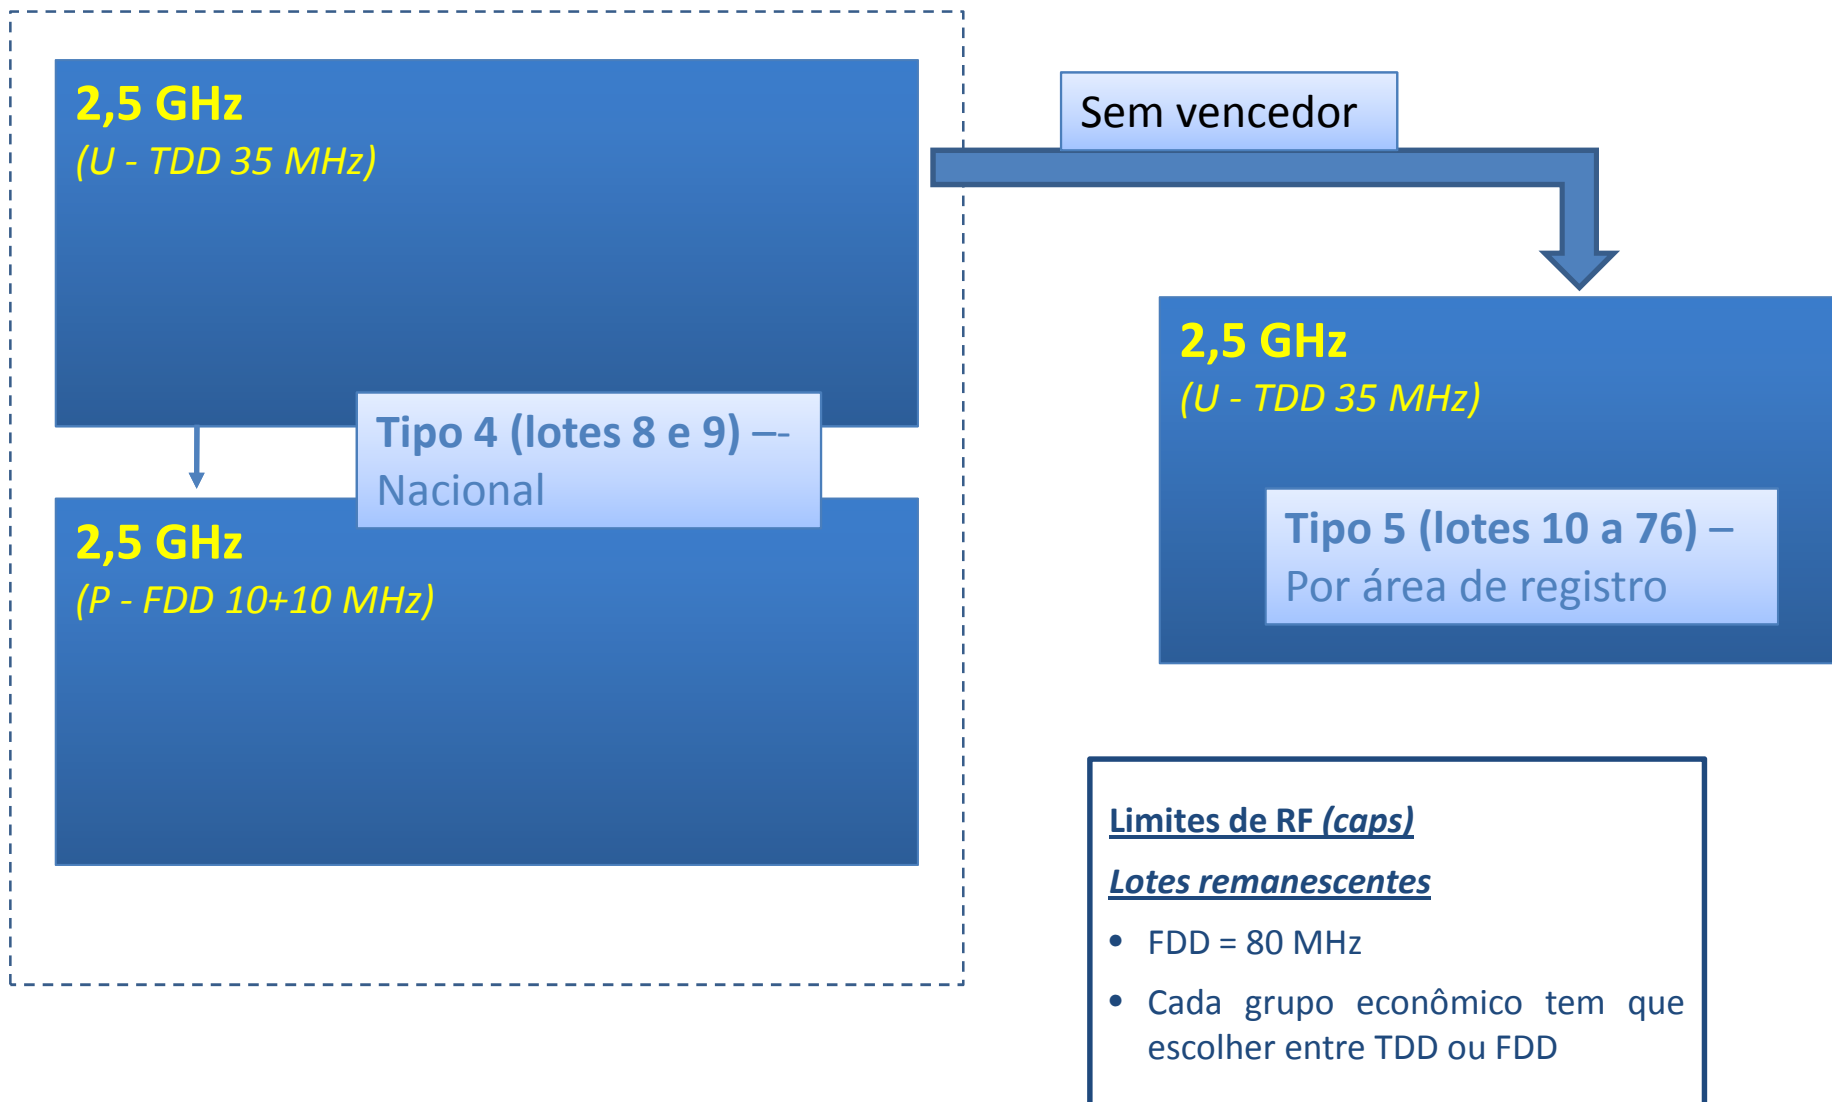 2,5 GHz
(U - TDD 35 MHz)
Sem vencedor
Tipo 4 (lotes 8 e 9) –-
Nacional
2,5 GHz
(P - FDD 10+10 MHz)
2,5 GHz
(U - TDD 35 MHz)
Tipo 5 (lotes 10 a 76) –
Por área de registro
Limites de RF (caps)
Lotes remanescentes
• FDD = 80 MHz
• Cada grupo econômico tem que
escolher entre TDD ou FDD